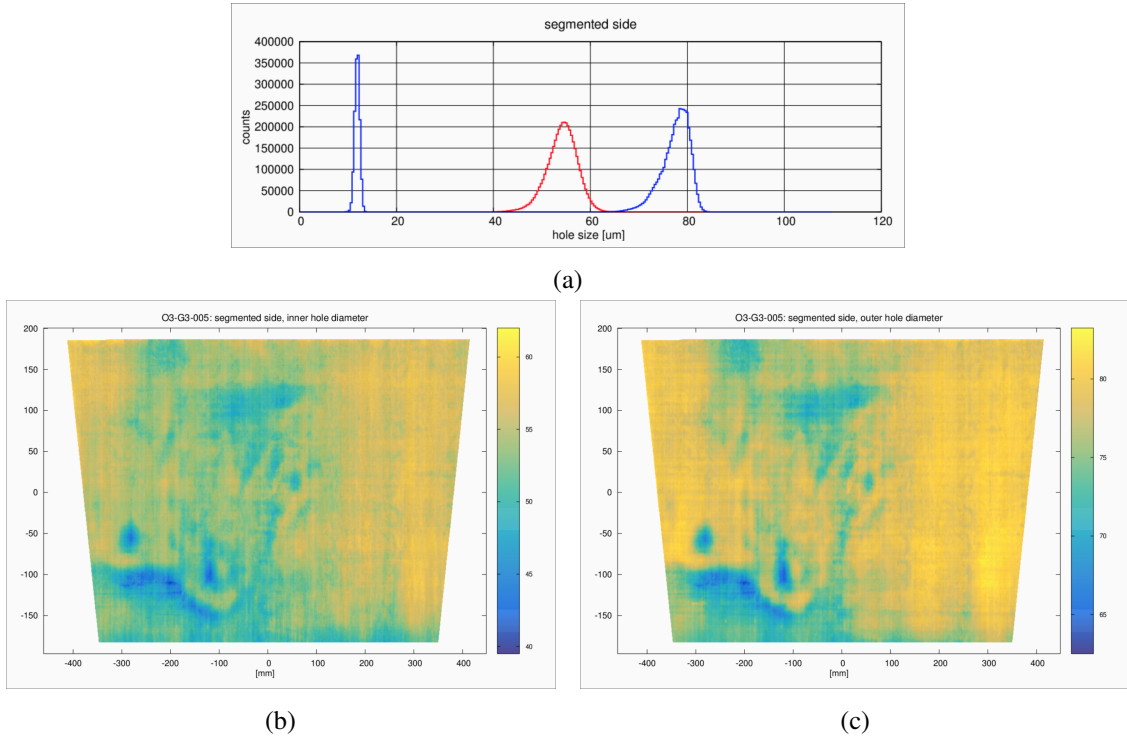 segmented side
400000
350000
300000
250000
200000
150000
100000
50000
0
counts
0 20 40 60 80 100 120
hole size [um]
(a)
O3-G3-005: segmented side, inner hole diameter
200
150
100
50
0
-50
-100
-150
-400 -300 -200 -100 0 100 200 300 400
[mm]
60
55
50
45
40
(b)
O3-G3-005: segmented side, outer hole diameter
200
150
100
50
0
-50
-100
-150
-400 -300 -200 -100 0 100 200 300 400
[mm]
80
75
70
65
(c)